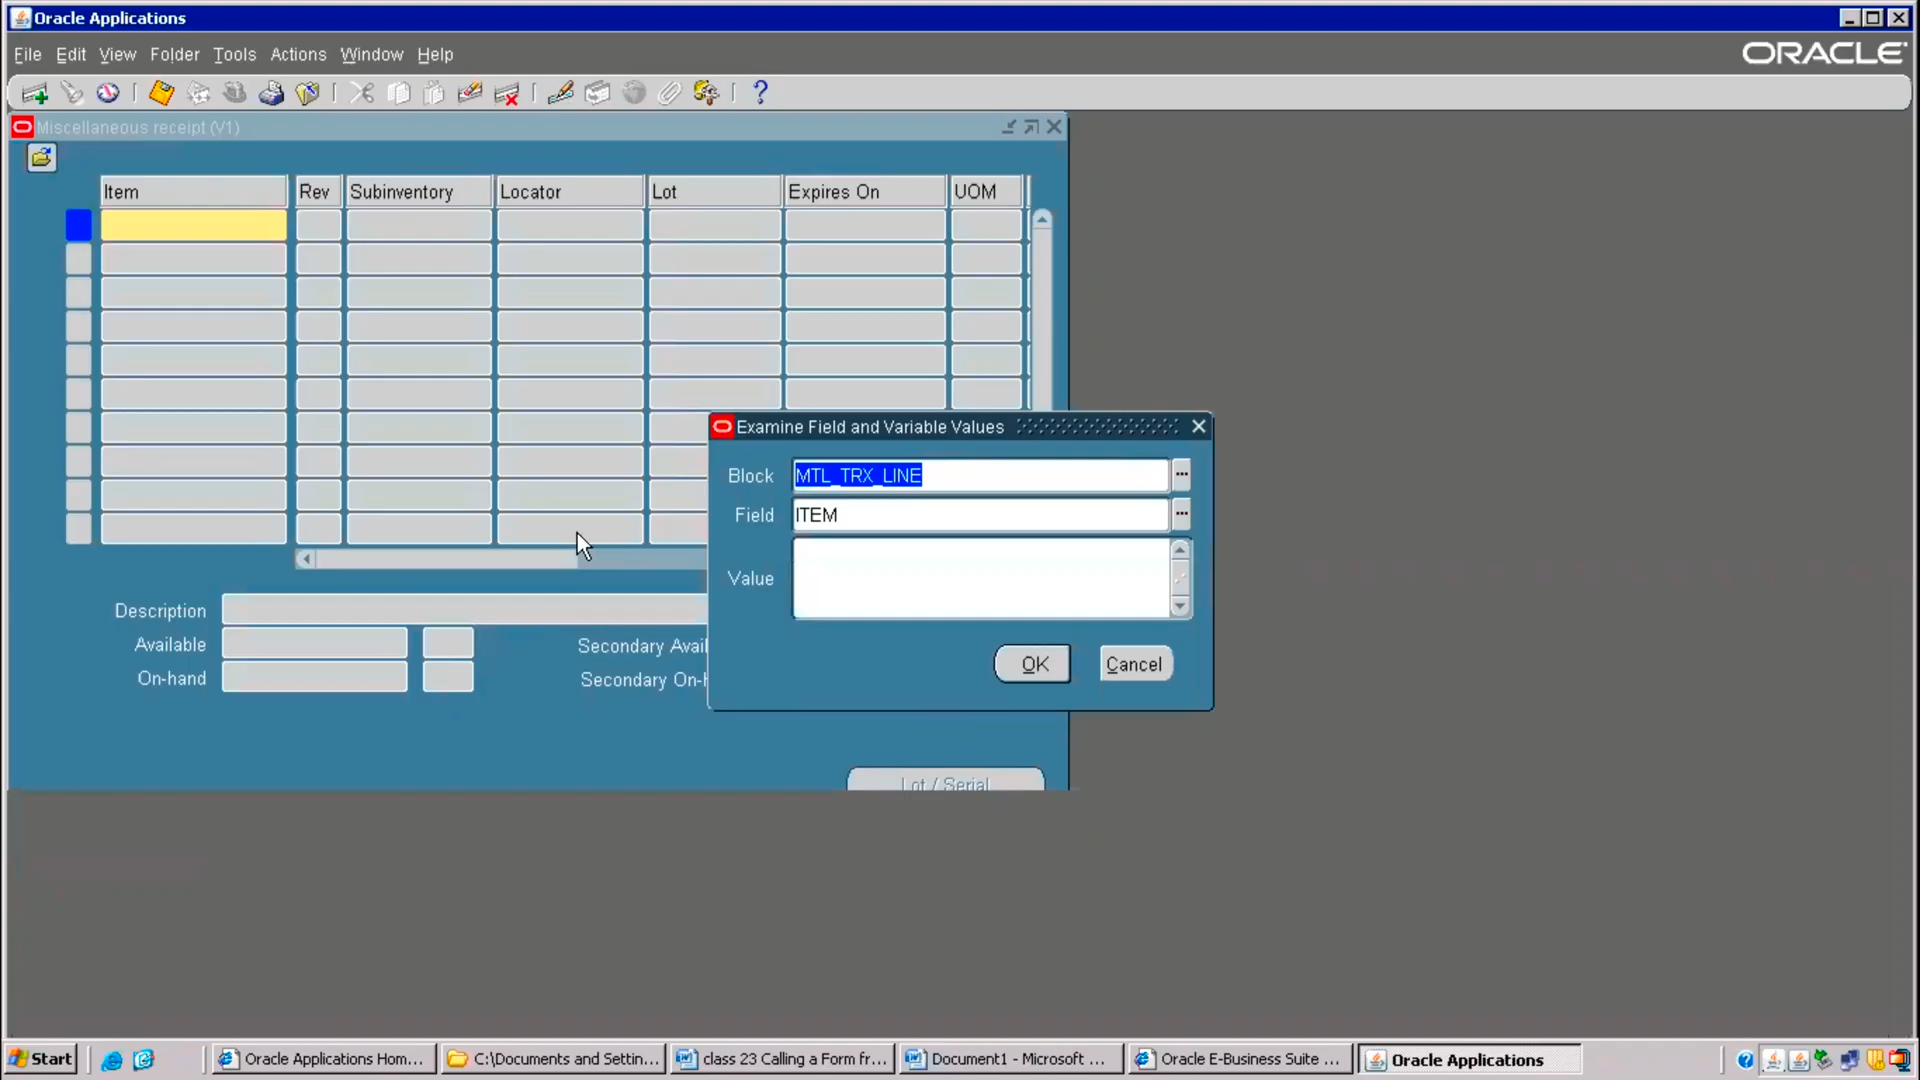 Oracle Applications
File Edit View Folder Tools Actions Window Help
ORACLE
Miscellaneous receipt (V1)
Item Rev Subinventory Locator Lot Expires On UOM
Examine Field and Variable Values
Block MTL_TRX_LINE
Field ITEM
Value
OK Cancel
Description
Available Secondary Avail
On-hand Secondary On-h
Lot / Serial
Start Oracle Applications Hom... C:\Documents and Settin... class 23 Calling a Form fr... Document1 - Microsoft ... Oracle E-Business Suite ... Oracle Applications